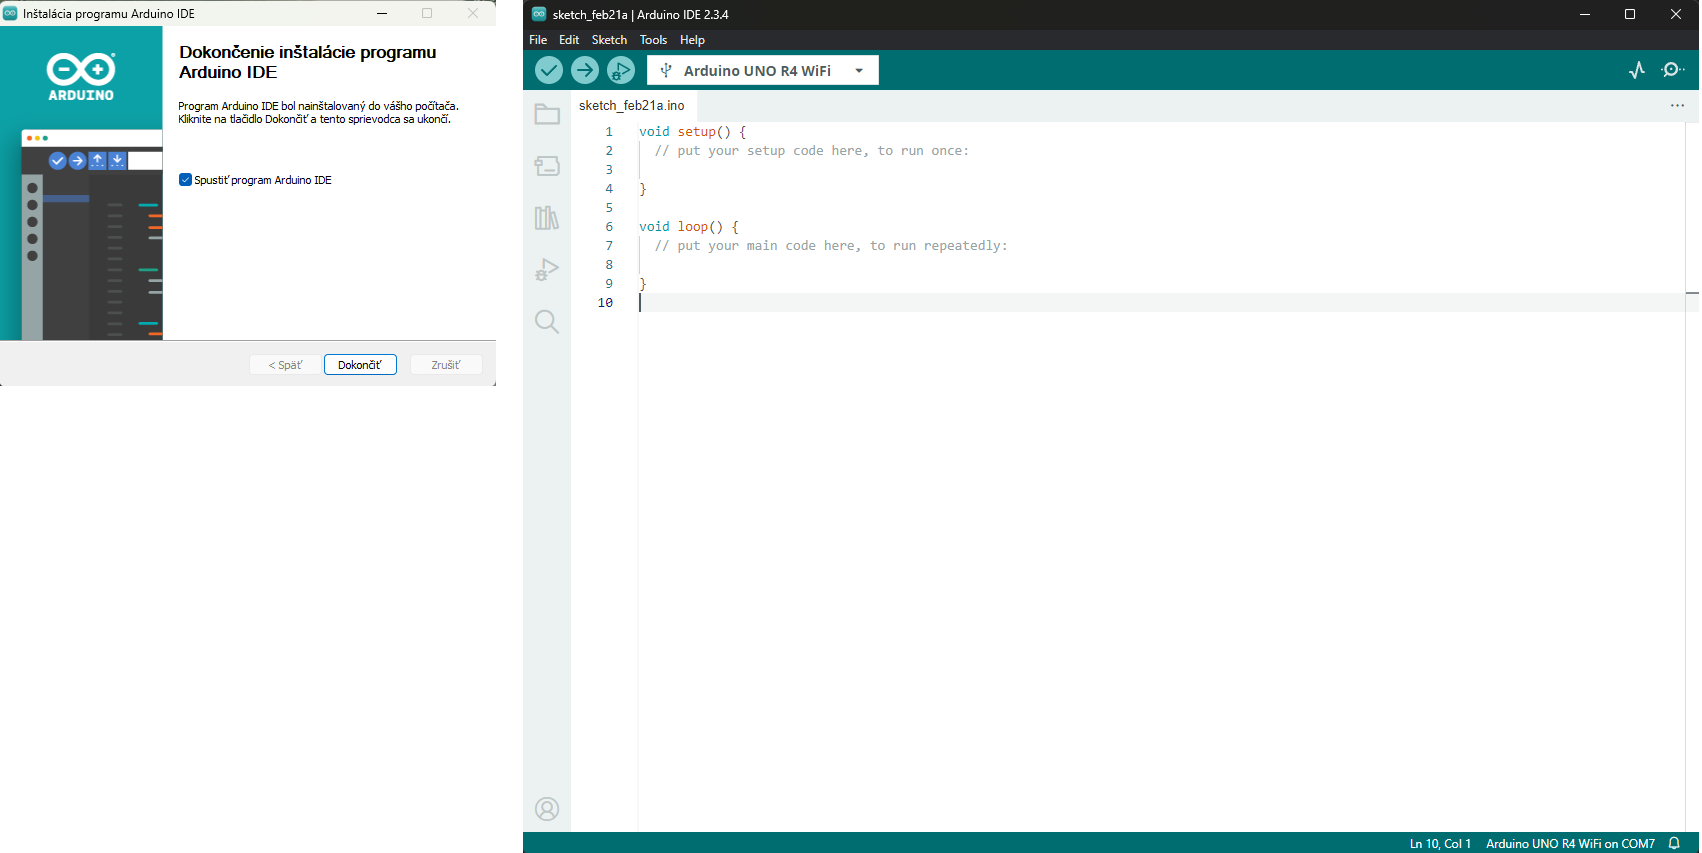 Inštalácia programu Arduino IDE
ARDUINO
Dokončenie inštalácie programu
Arduino IDE
Program Arduino IDE bol nainštalovaný do vášho počítača.
Kliknite na tlačidlo Dokončiť a tento sprievodca sa ukončí.
Spustiť program Arduino IDE
< Späť
Dokončiť
Zrušiť
sketch_feb21a | Arduino IDE 2.3.4
File Edit Sketch Tools Help
Arduino UNO R4 WiFi
sketch_feb21a.ino
1 void setup() {
2 // put your setup code here, to run once:
3
4 }
5
6 void loop() {
7 // put your main code here, to run repeatedly:
8
9 }
10
Ln 10, Col 1 Arduino UNO R4 WiFi on COM7